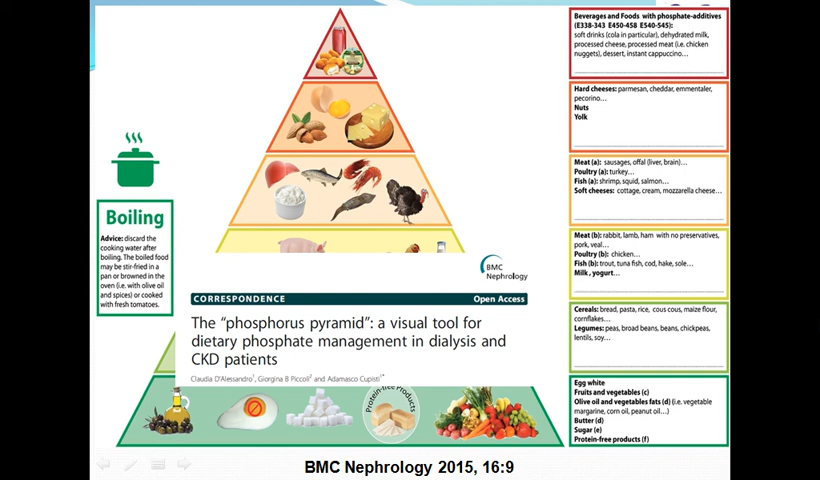 Beverages and Foods with phosphate-additives
(E338-343 E450-458 E540-545):
soft drinks (cola in particular), dehydrated milk,
processed cheese, processed meat (i.e. chicken
nuggets), dessert, instant cappuccino…
Hard cheeses: parmesan, cheddar, emmentaler,
pecorino…
Nuts
Yolk
Meat (a): sausages, offal (liver, brain)…
Poultry (a): turkey…
Fish (a): shrimp, squid, salmon…
Soft cheeses: cottage, cream, mozzarella cheese…
Boiling
Advice: discard the
cooking water after
boiling. The boiled food
may be stir-fried in a
pan or browned in the
oven (i.e. with olive oil
and spices) or cooked
with fresh tomatoes.
Meat (b): rabbit, lamb, ham with no preservatives,
pork, veal…
Poultry (b): chicken…
Fish (b): trout, tuna fish, cod, hake, sole…
Milk , yogurt…
BMC
Nephrology
CORRESPONDENCE Open Access
The "phosphorus pyramid": a visual tool for
dietary phosphate management in dialysis and
CKD patients
Claudia D'Alessandro1, Giorgina B Piccoli2 and Adamasco Cupisti1*
Cereals: bread, pasta, rice, cous cous, maize flour,
cornflakes…
Legumes: peas, broad beans, beans, chickpeas,
lentils, soy…
Protein-free Products
Egg white
Fruits and vegetables (c)
Olive oil and vegetables fats (d) (i.e. vegetable
margarine, corn oil, peanut oil…)
Butter (d)
Sugar (e)
Protein-free products (f)
BMC Nephrology 2015, 16:9